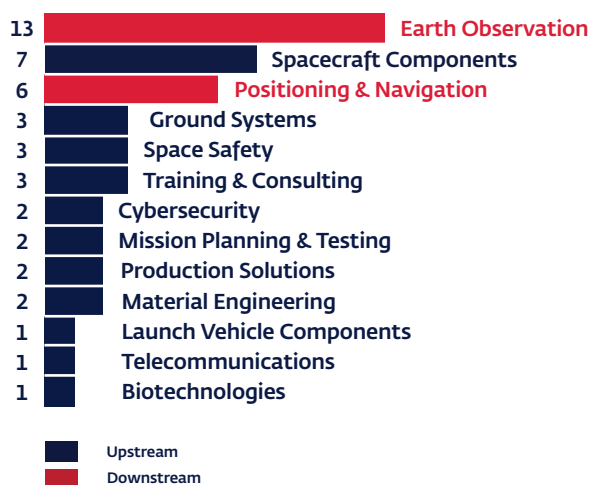 13 Earth Observation
7 Spacecraft Components
6 Positioning & Navigation
3 Ground Systems
3 Space Safety
3 Training & Consulting
2 Cybersecurity
2 Mission Planning & Testing
2 Production Solutions
2 Material Engineering
1 Launch Vehicle Components
1 Telecommunications
1 Biotechnologies
Upstream
Downstream